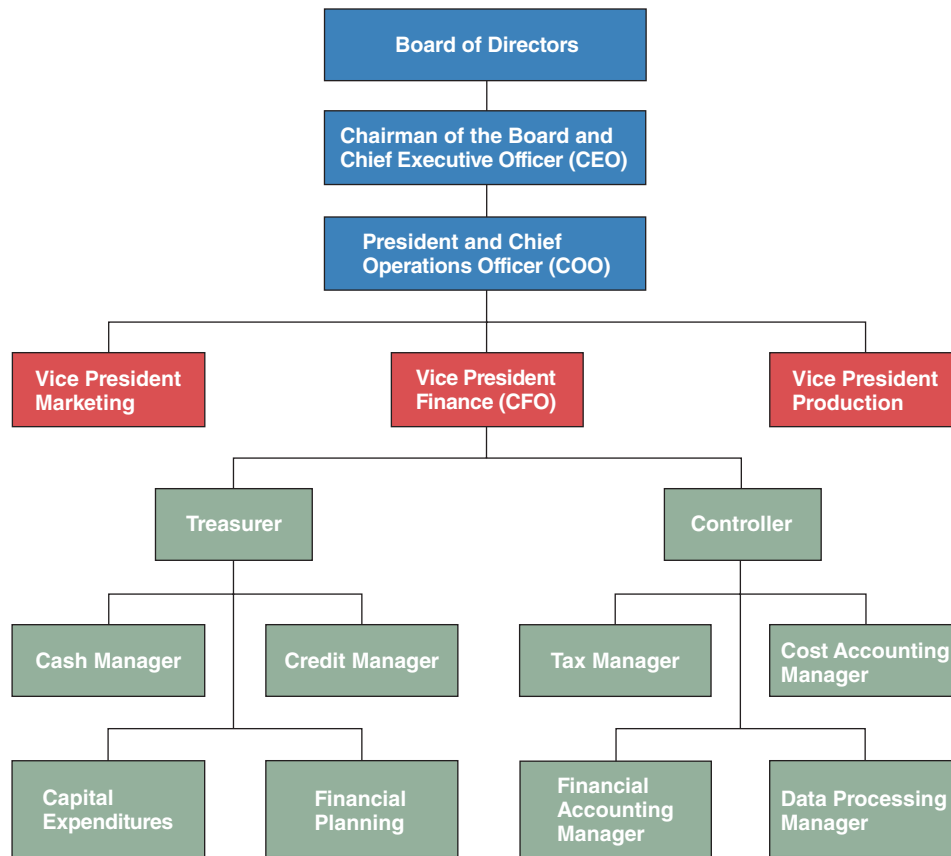 Board of Directors
Chairman of the Board and
Chief Executive Officer (CEO)
President and Chief
Operations Officer (COO)
Vice President
Marketing
Vice President
Finance (CFO)
Vice President
Production
Treasurer
Controller
Cash Manager
Credit Manager
Tax Manager
Cost Accounting
Manager
Capital
Expenditures
Financial
Planning
Financial
Accounting
Manager
Data Processing
Manager